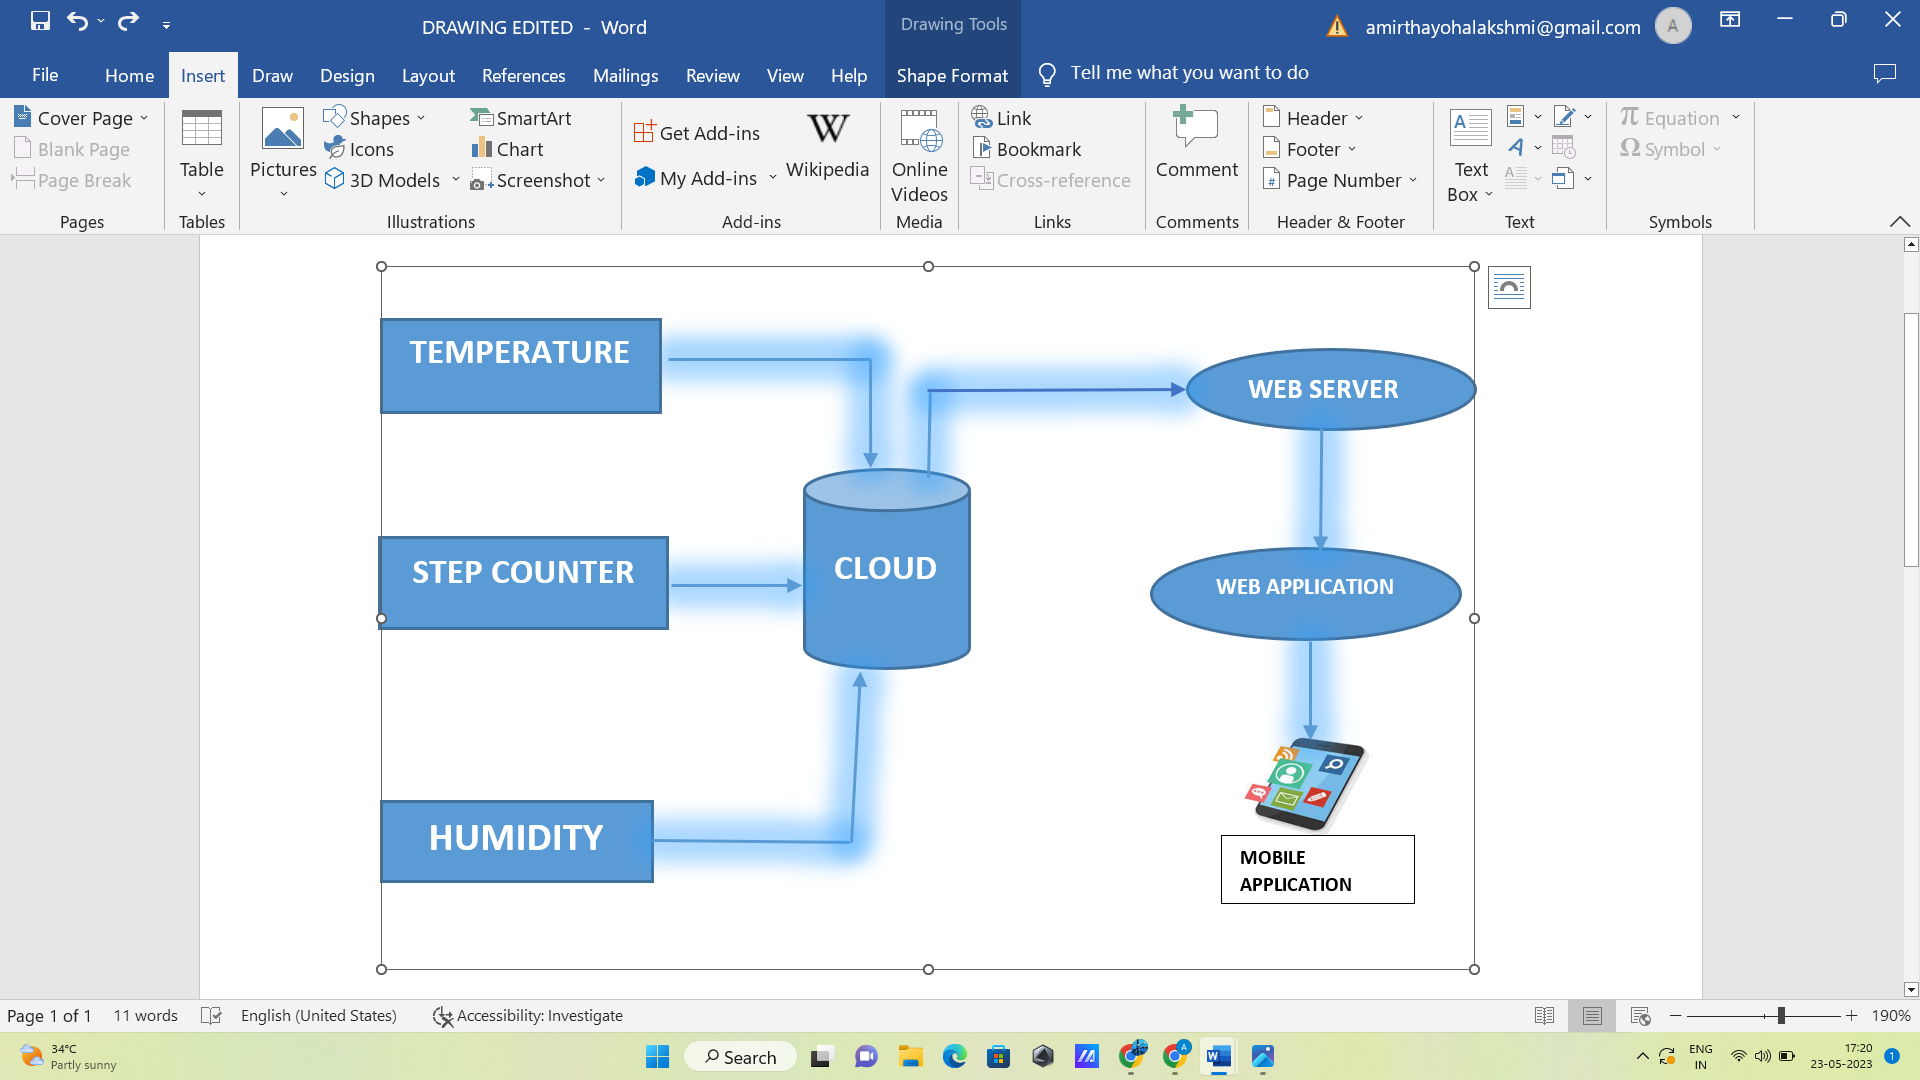 DRAWING EDITED - Word
Drawing Tools
amirthayohalakshmi@gmail.com
A
File
Home
Insert
Draw
Design
Layout
References
Mailings
Review
View
Help
Shape Format
Tell me what you want to do
Cover Page
Blank Page
Page Break
Pages
Table
Tables
Pictures
Shapes
Icons
3D Models
SmartArt
Chart
Screenshot
Illustrations
Get Add-ins
My Add-ins
Wikipedia
Add-ins
Online
Videos
Media
Link
Bookmark
Cross-reference
Links
Comment
Comments
Header
Footer
Page Number
Header & Footer
Text
Box
Text
Equation
Symbol
Symbols
TEMPERATURE
WEB SERVER
STEP COUNTER
CLOUD
WEB APPLICATION
HUMIDITY
MOBILE
APPLICATION
Page 1 of 1
11 words
English (United States)
Accessibility: Investigate
190%
34°C
Partly sunny
Search
ENG
IN
17:20
23-05-2023
1